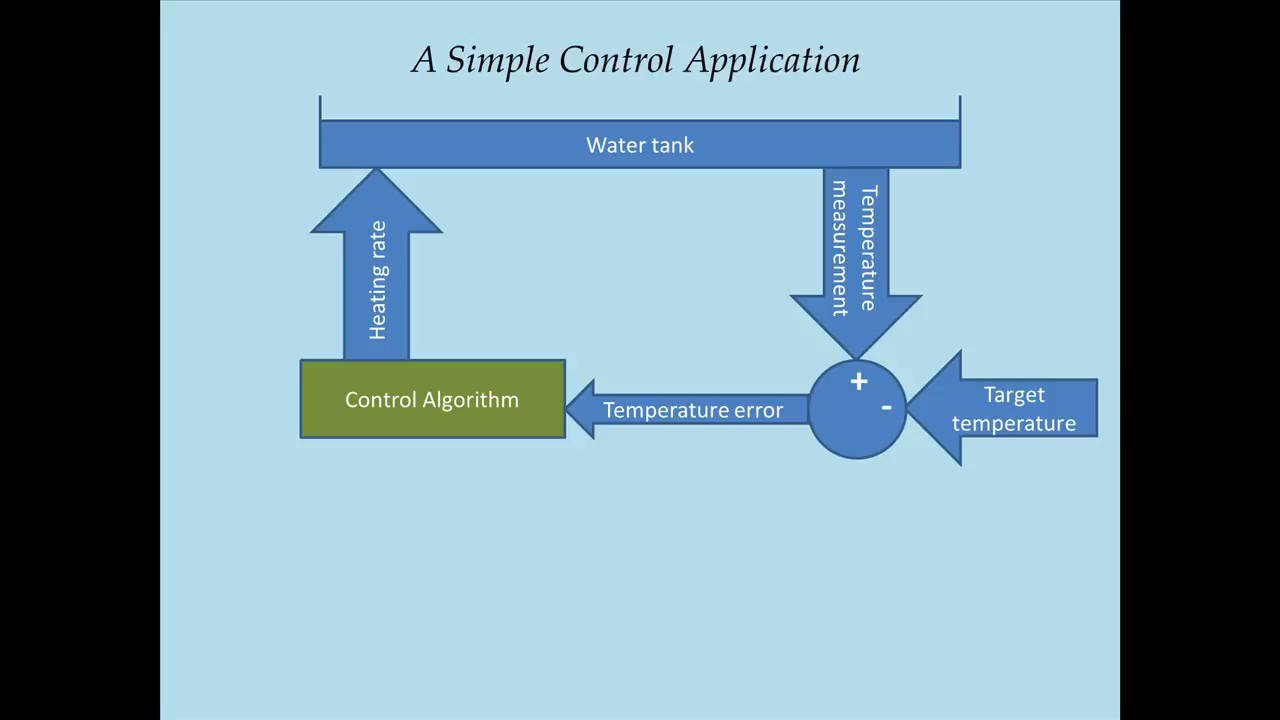 A Simple Control Application
Water tank
Heating rate
Temperature
measurement
+
-
Control Algorithm
Temperature error
Target
temperature